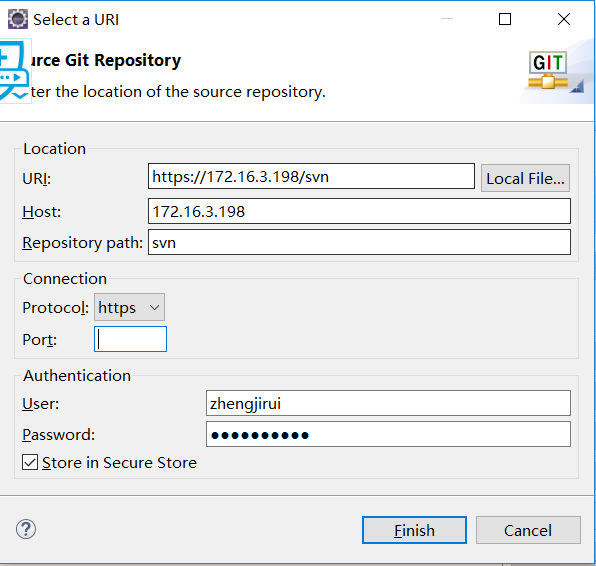 Select a URI
urce Git Repository
ter the location of the source repository.
GIT
Location
URI: https://172.16.3.198/svn Local File...
Host: 172.16.3.198
Repository path: svn
Connection
Protocol: https
Port:
Authentication
User: zhengjirui
Password: ●●●●●●●●●●
Store in Secure Store
? Finish Cancel